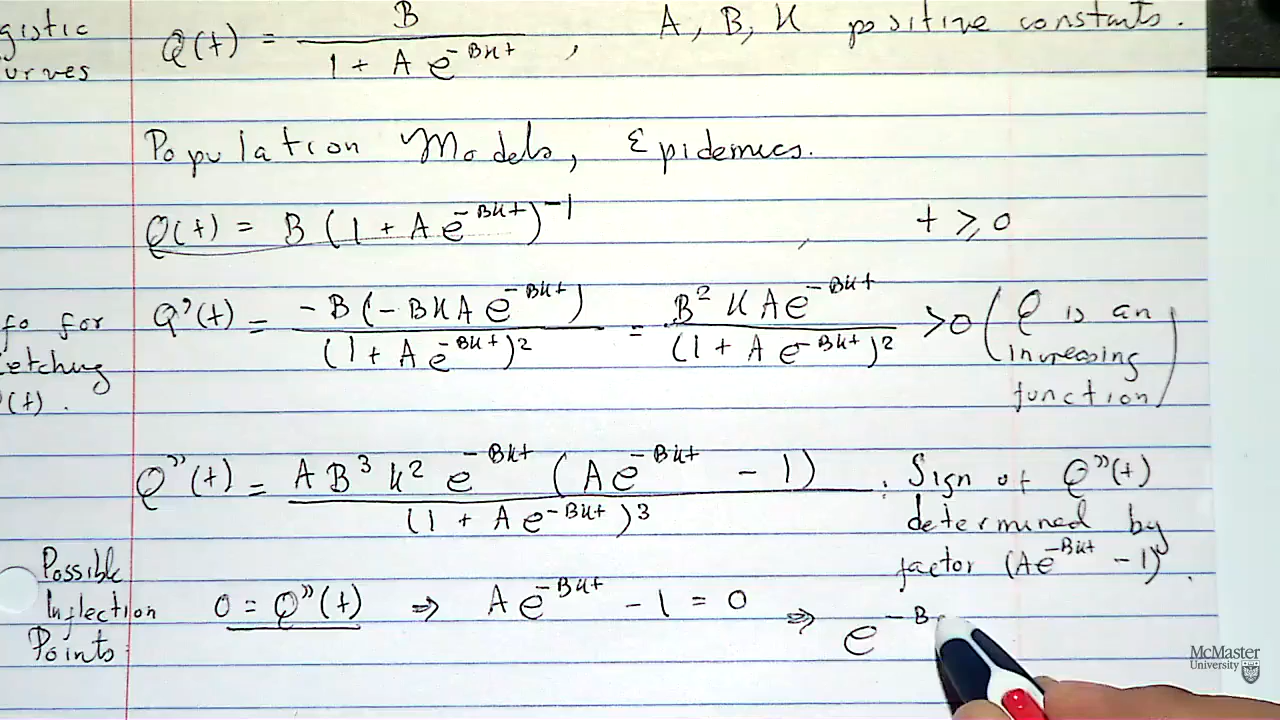 gistic
urves
Q(t) = B / (1 + A e^{-Bkt}) , A, B, k positive constants.
Population Models, Epidemics.
Q(t) = B (1 + A e^{-Bkt})^{-1} , t ≥ 0
fo for
etching
(t).
Q'(t) = -B(-BkA e^{-Bkt}) / (1 + A e^{-Bkt})^2 = B^2 k A e^{-Bkt} / (1 + A e^{-Bkt})^2 > 0 (Q is an
increasing
function)
Q''(t) = A B^3 k^2 e^{-Bkt} (A e^{-Bkt} - 1) / (1 + A e^{-Bkt})^3 . Sign of Q''(t)
determined by
factor (A e^{-Bkt} - 1).
Possible
Inflection
Points:
0 = Q''(t) ⇒ A e^{-Bkt} - 1 = 0 ⇒ e^{-B
McMaster
University